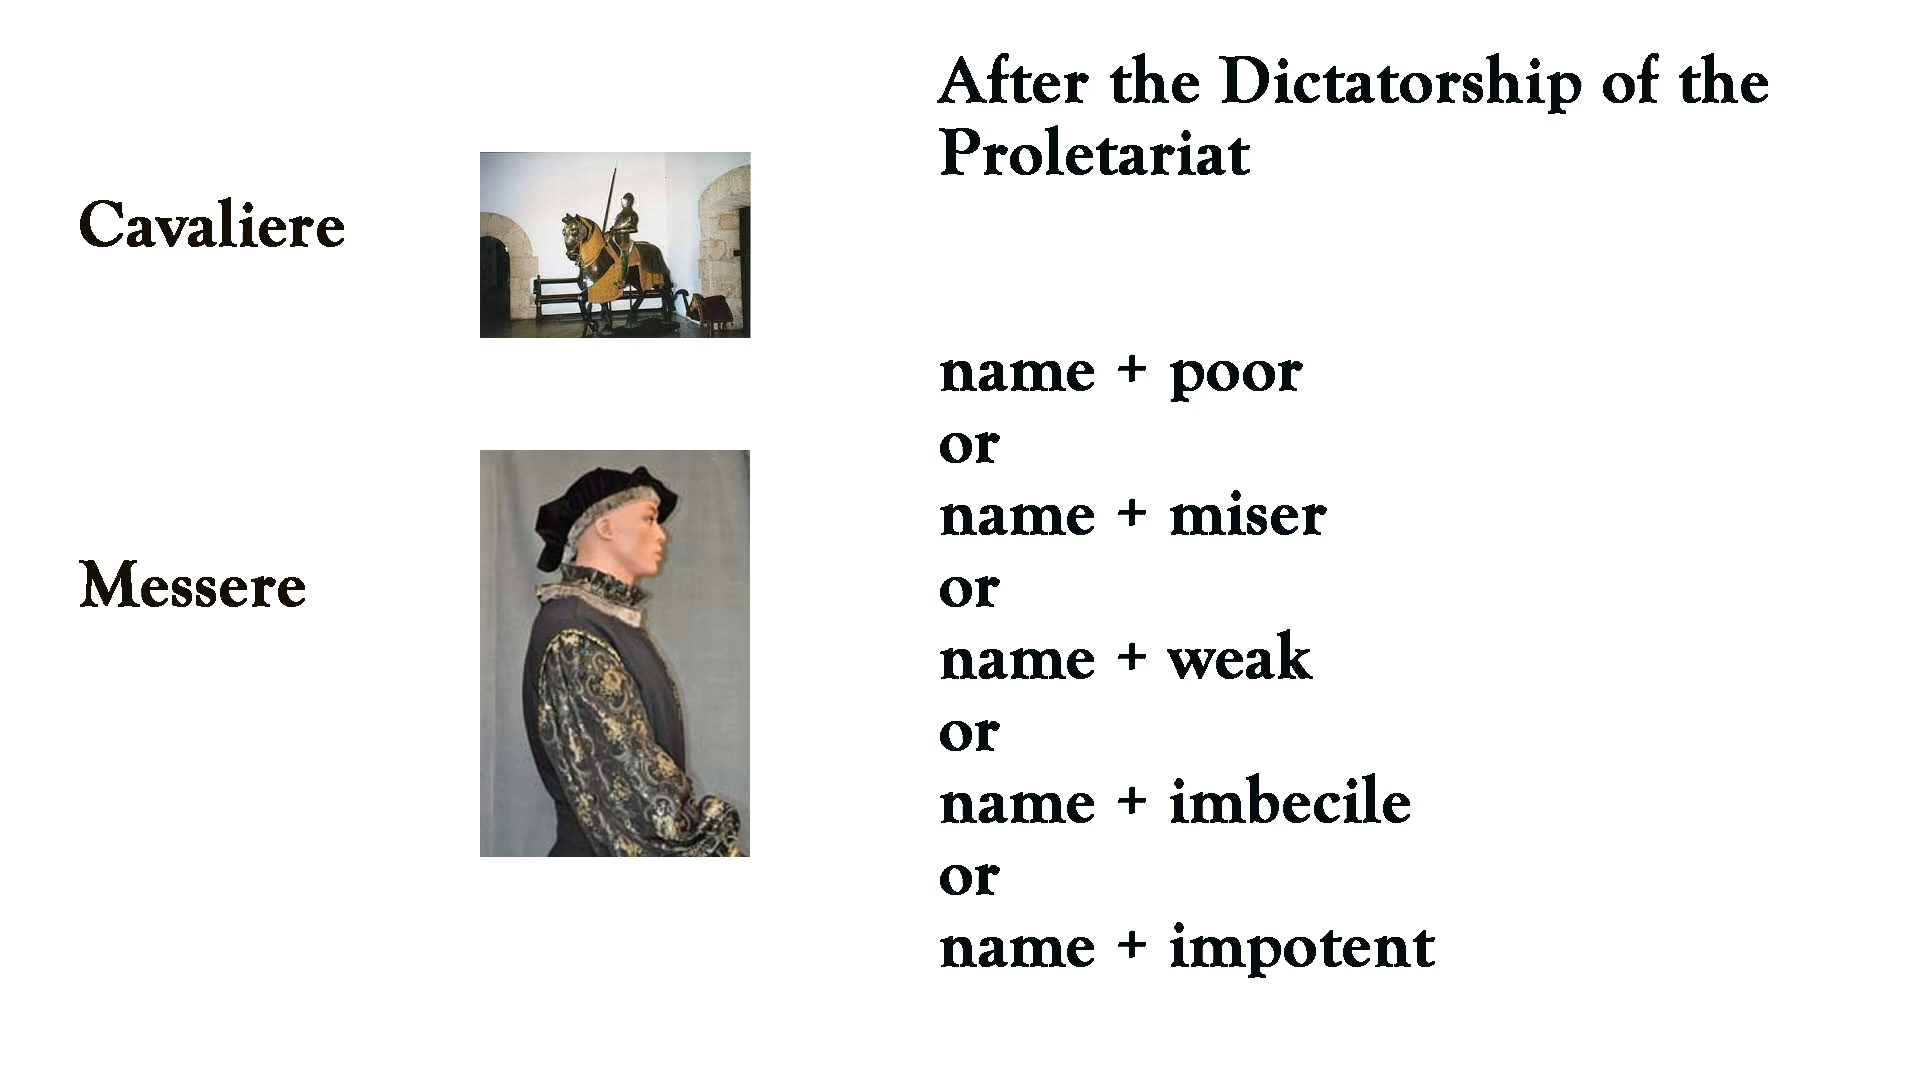 Cavaliere
Messere
After the Dictatorship of the
Proletariat
name + poor
or
name + miser
or
name + weak
or
name + imbecile
or
name + impotent